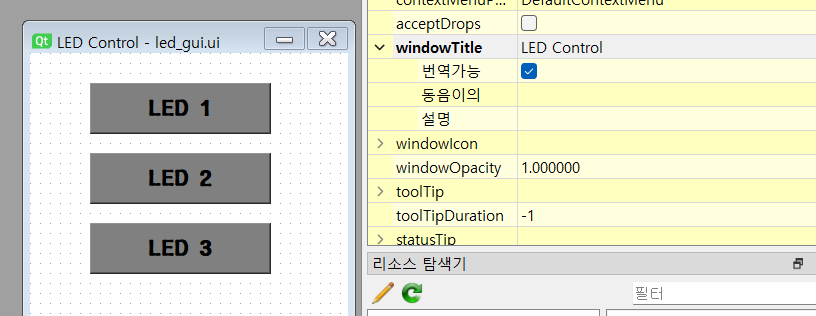 Qt LED Control - led_gui.ui
LED 1
LED 2
LED 3
contextMenuP... DefaultContextMenu
acceptDrops
windowTitle LED Control
번역가능
동음이의
설명
windowIcon
windowOpacity 1.000000
toolTip
toolTipDuration -1
statusTip
리소스 탐색기
필터